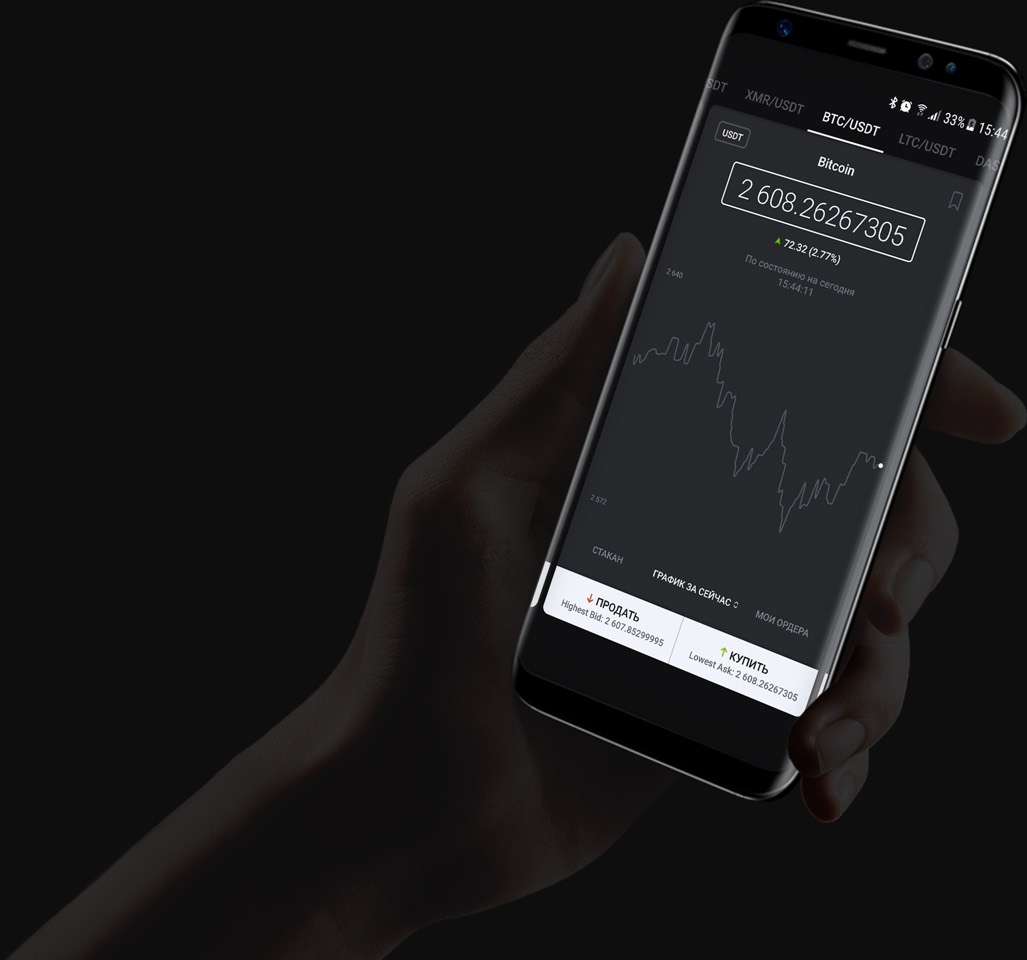 33% 15:44
SDT XMR/USDT BTC/USDT LTC/USDT DAS
USDT
Bitcoin
2 608.26267305
72.32 (2.77%)
По состоянию на сегодня
15:44:11
2 640
2 572
СТАКАН ГРАФИК ЗА СЕЙЧАС МОИ ОРДЕРА
ПРОДАТЬ
Highest Bid: 2 607.85299995
КУПИТЬ
Lowest Ask: 2 608.26267305